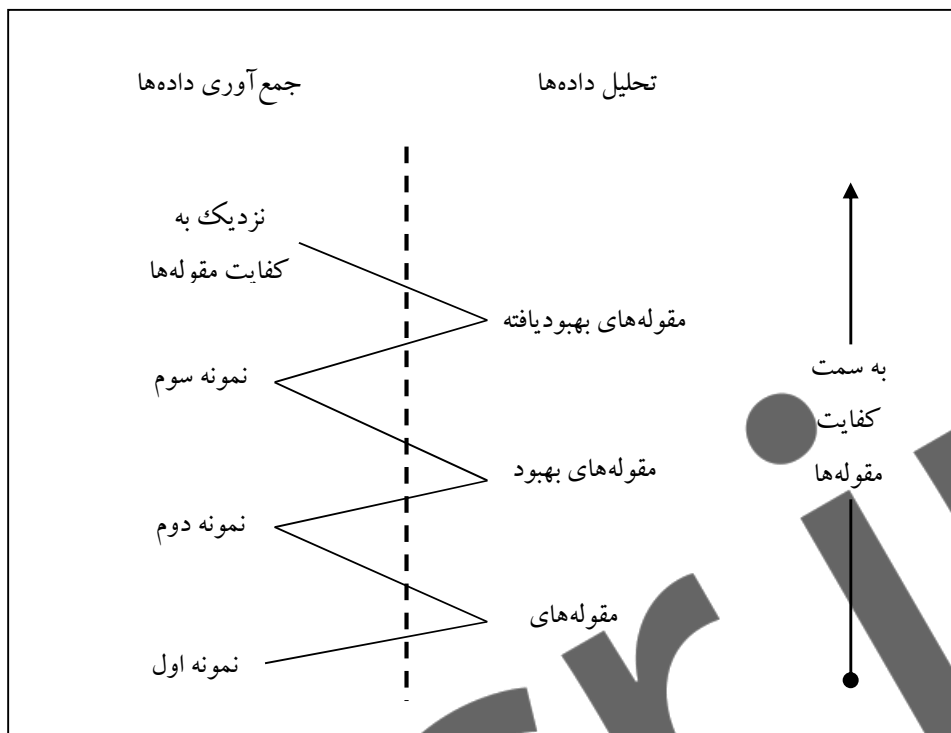 جمع‌آوری داده‌ها
تحلیل داده‌ها
نزدیک به
کفایت مقوله‌ها
مقوله‌های بهبودیافته
به سمت
کفایت
مقوله‌ها
نمونه سوم
مقوله‌های بهبود
نمونه دوم
مقوله‌های
نمونه اول